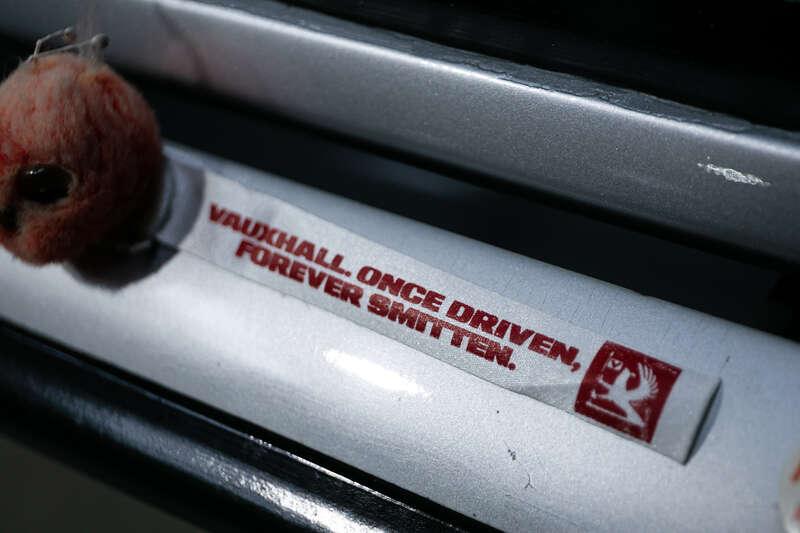 VAUXHALL. ONCE DRIVEN,
FOREVER SMITTEN.